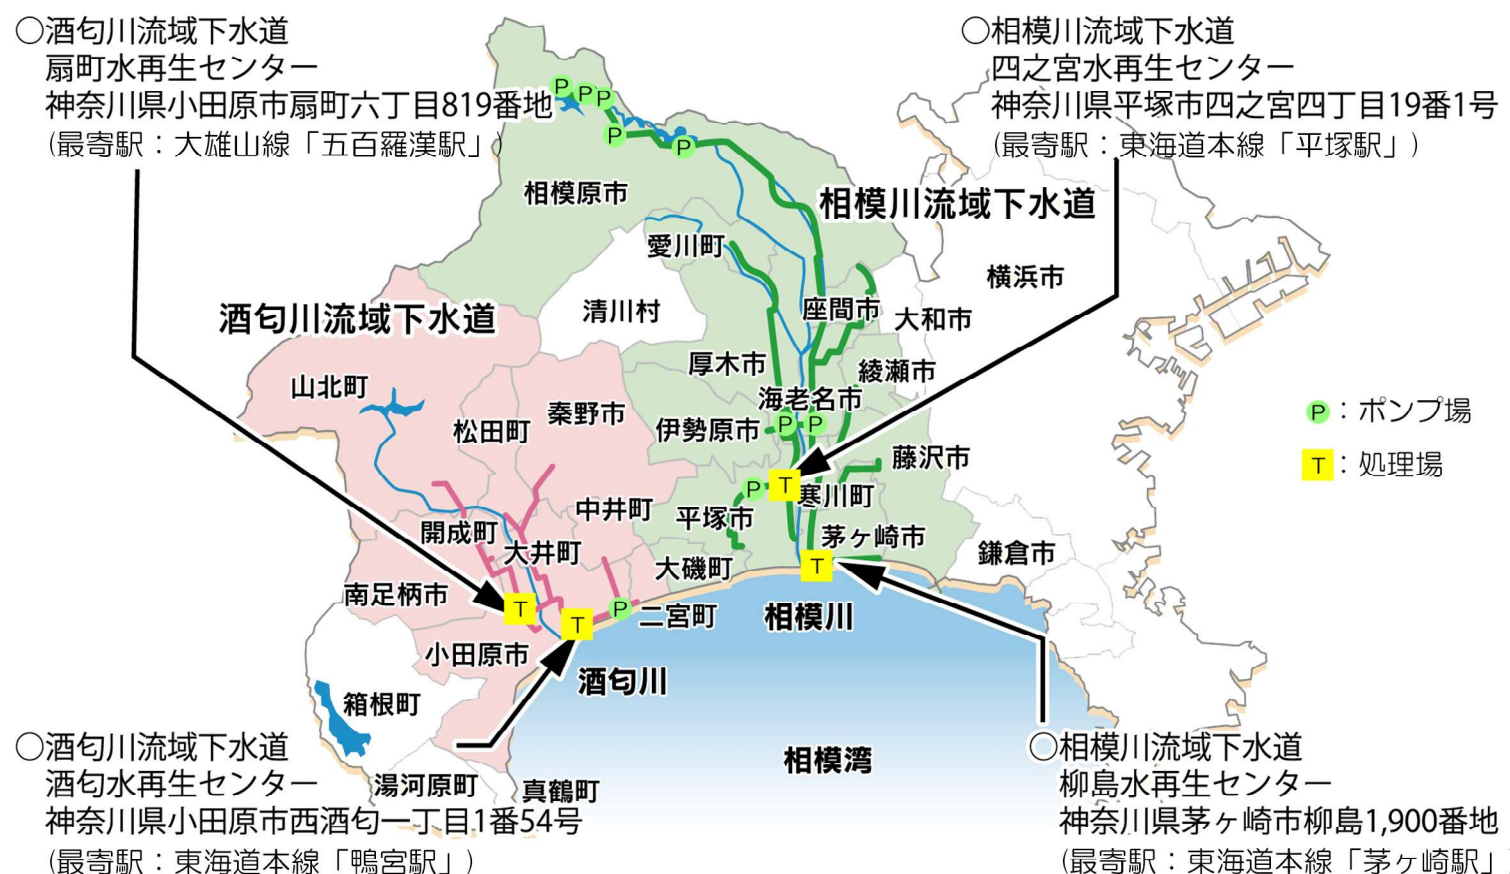 ○酒匂川流域下水道
扇町水再生センター
神奈川県小田原市扇町六丁目819番地
(最寄駅：大雄山線「五百羅漢駅」)
○相模川流域下水道
四之宮水再生センター
神奈川県平塚市四之宮四丁目19番1号
(最寄駅：東海道本線「平塚駅」)
P
P
P
P
P
相模原市
相模川流域下水道
愛川町
横浜市
清川村
座間市
大和市
酒匂川流域下水道
厚木市
綾瀬市
山北町
海老名市
秦野市
松田町
伊勢原市
P
P
藤沢市
P：ポンプ場
T：処理場
P
T
寒川町
中井町
平塚市
開成町
大井町
茅ヶ崎市
鎌倉市
大磯町
T
南足柄市
T
P
二宮町
T
相模川
小田原市
酒匂川
箱根町
相模湾
湯河原町
真鶴町
○酒匂川流域下水道
酒匂水再生センター
神奈川県小田原市西酒匂一丁目1番54号
(最寄駅：東海道本線「鴨宮駅」)
○相模川流域下水道
柳島水再生センター
神奈川県茅ヶ崎市柳島1,900番地
(最寄駅：東海道本線「茅ヶ崎駅」